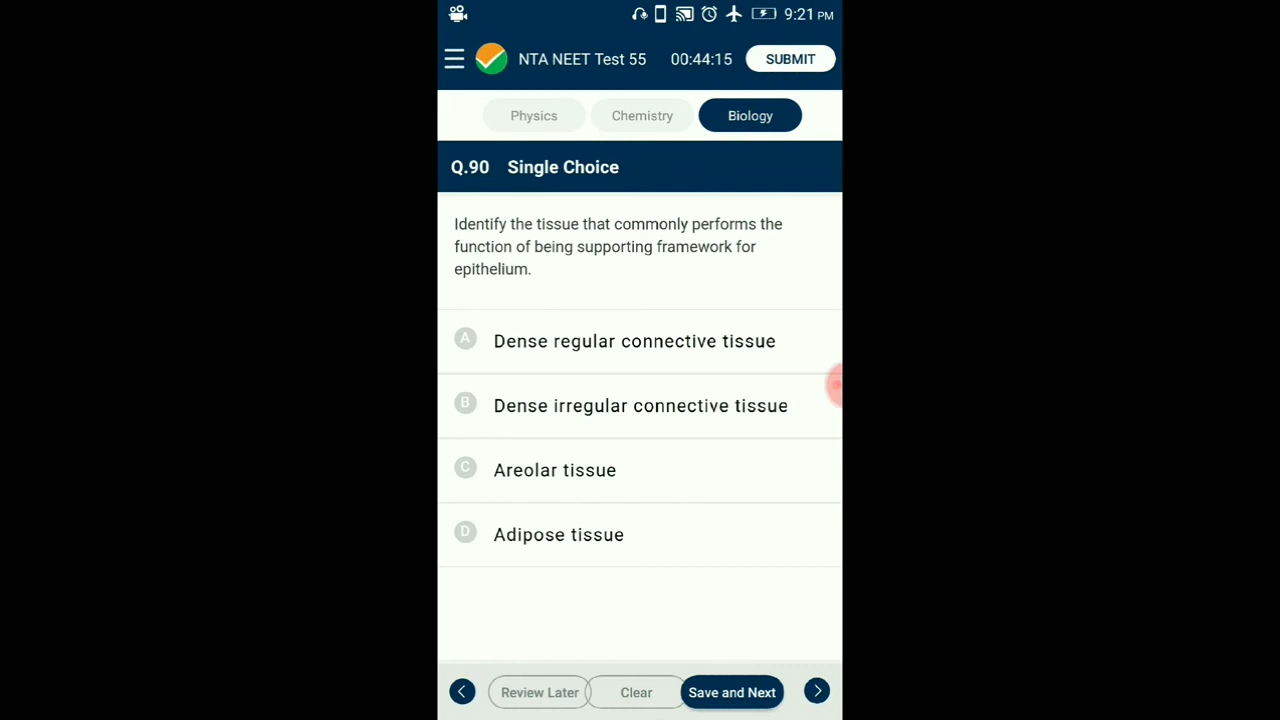 9:21 PM
NTA NEET Test 55 00:44:15 SUBMIT
Physics Chemistry Biology
Q.90 Single Choice
Identify the tissue that commonly performs the
function of being supporting framework for
epithelium.
A Dense regular connective tissue
B Dense irregular connective tissue
C Areolar tissue
D Adipose tissue
Review Later Clear Save and Next